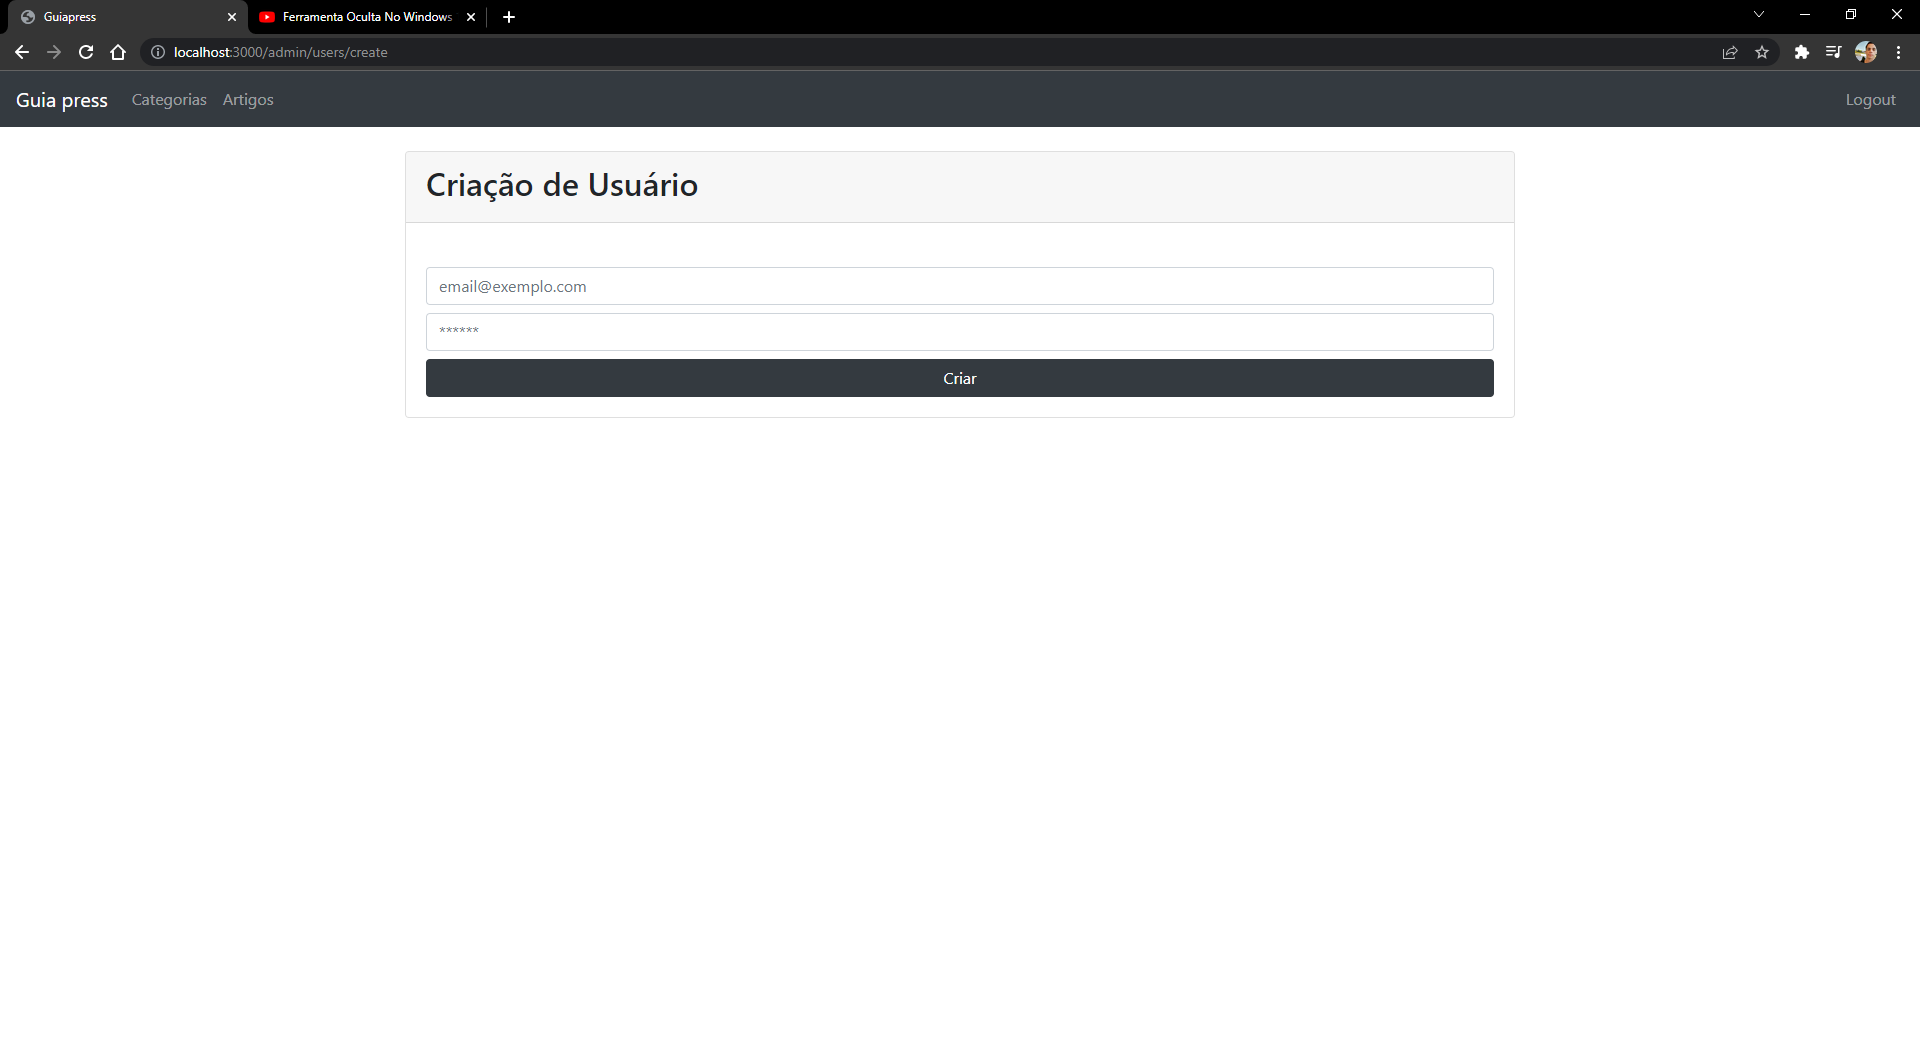 Guiapress
Ferramenta Oculta No Windows
localhost:3000/admin/users/create
Guia press Categorias Artigos Logout
Criação de Usuário
email@exemplo.com
******
Criar